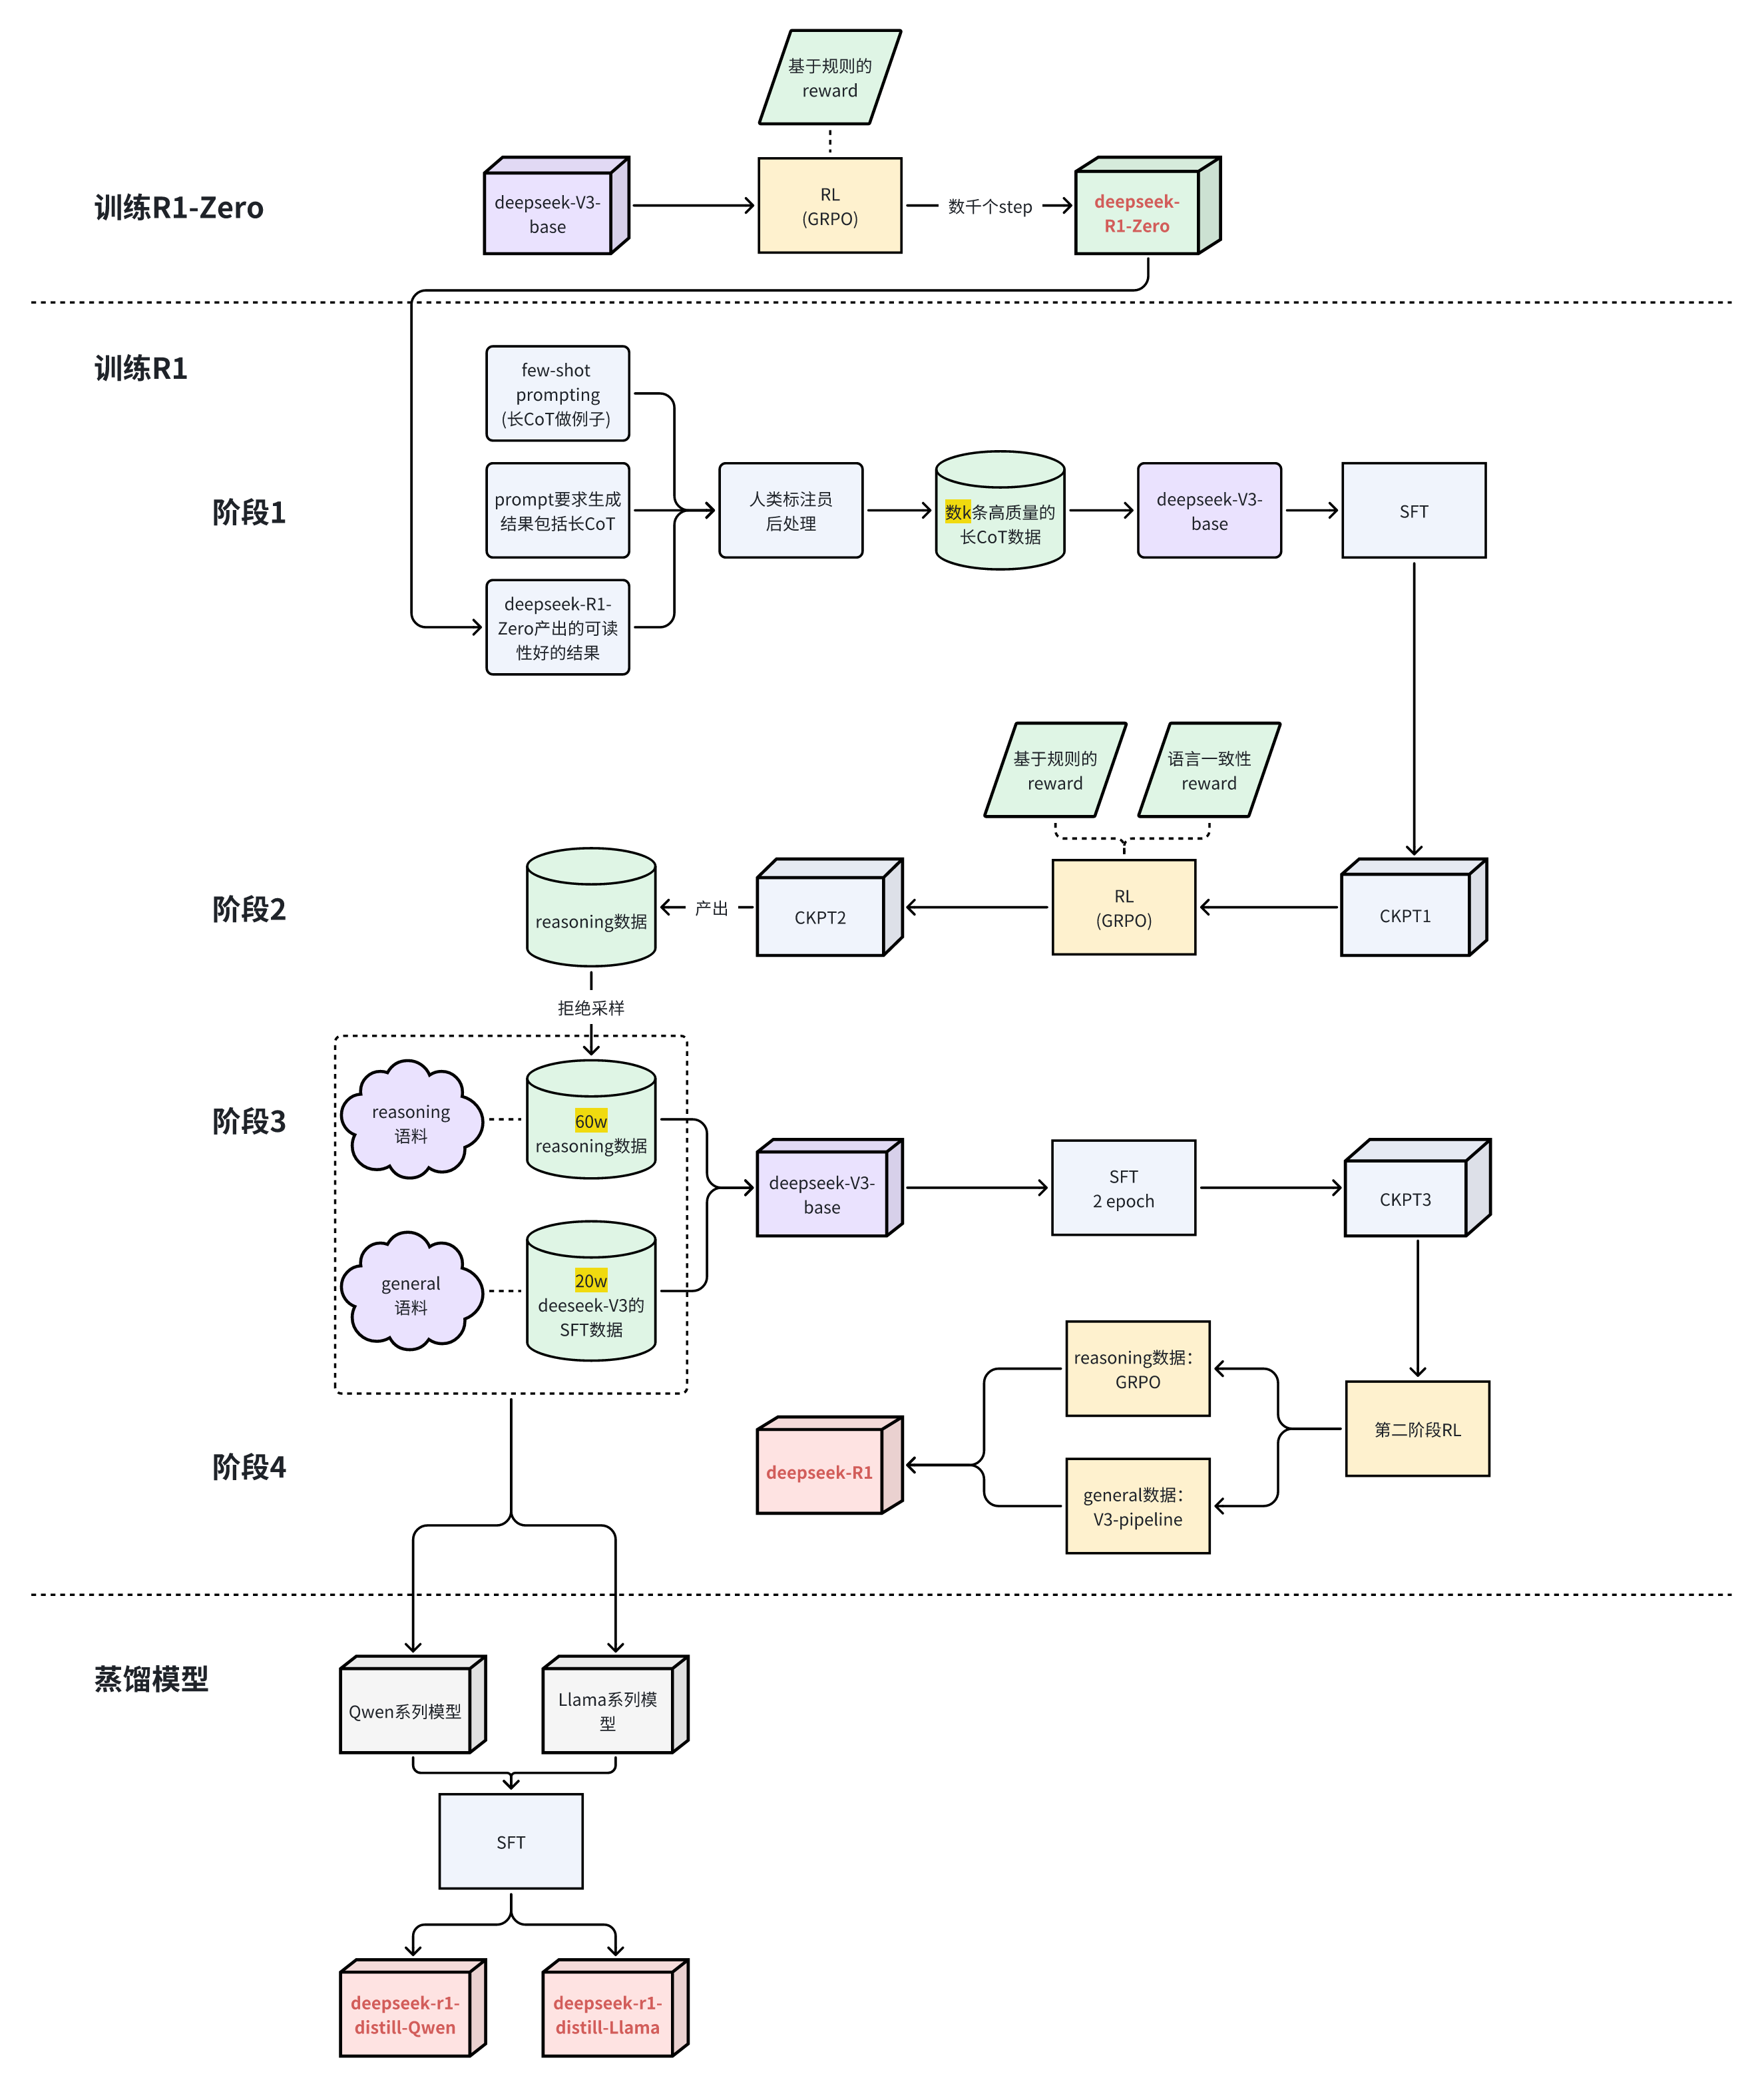 基于规则的
reward
训练R1-Zero
deepseek-V3-
base
RL
(GRPO)
数千个step
deepseek-
R1-Zero
训练R1
few-shot
prompting
(长CoT做例子)
阶段1
prompt要求生成
结果包括长CoT
人类标注员
后处理
数k条高质量的
长CoT数据
deepseek-V3-
base
SFT
deepseek-R1-
Zero产出的可读
性好的结果
基于规则的
reward
语言一致性
reward
阶段2
reasoning数据
产出
CKPT2
RL
(GRPO)
CKPT1
拒绝采样
阶段3
reasoning
语料
60w
reasoning数据
deepseek-V3-
base
SFT
2 epoch
CKPT3
general
语料
20w
deeseek-V3的
SFT数据
reasoning数据：
GRPO
第二阶段RL
阶段4
deepseek-R1
general数据：
V3-pipeline
蒸馏模型
Qwen系列模型
Llama系列模
型
SFT
deepseek-r1-
distill-Qwen
deepseek-r1-
distill-Llama